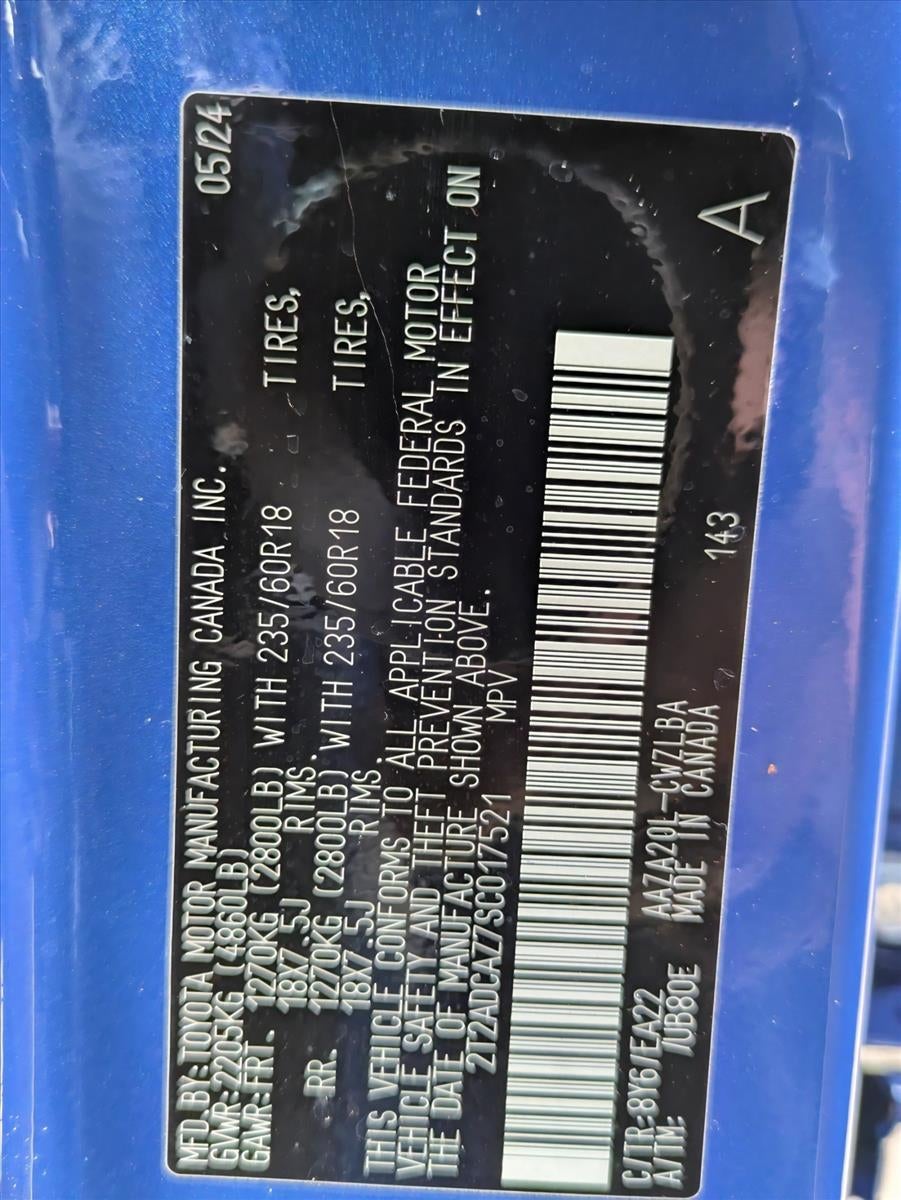 MFD.BY:TOYOTA MOTOR MANUFACTURING CANADA INC. 05/24
GVWR:2205KG (4860LB)
GAWR:FRT. 1270KG (2800LB) WITH 235/60R18 TIRES,
18X7.5J RIMS.
RR. 1270KG (2800LB) WITH 235/60R18 TIRES,
18X7.5J RIMS
THIS VEHICLE CONFORMS TO ALL APPLICABLE FEDERAL MOTOR
VEHICLE SAFETY AND THEFT PREVENTION STANDARDS IN EFFECT ON
THE DATE OF MANUFACTURE SHOWN ABOVE.
2T2ADCAZ7SC017521 MPV
C/TR:8Y6/EA22 AAZA20L-CWZLBA 143 A
A/TM: /UB80E MADE IN CANADA